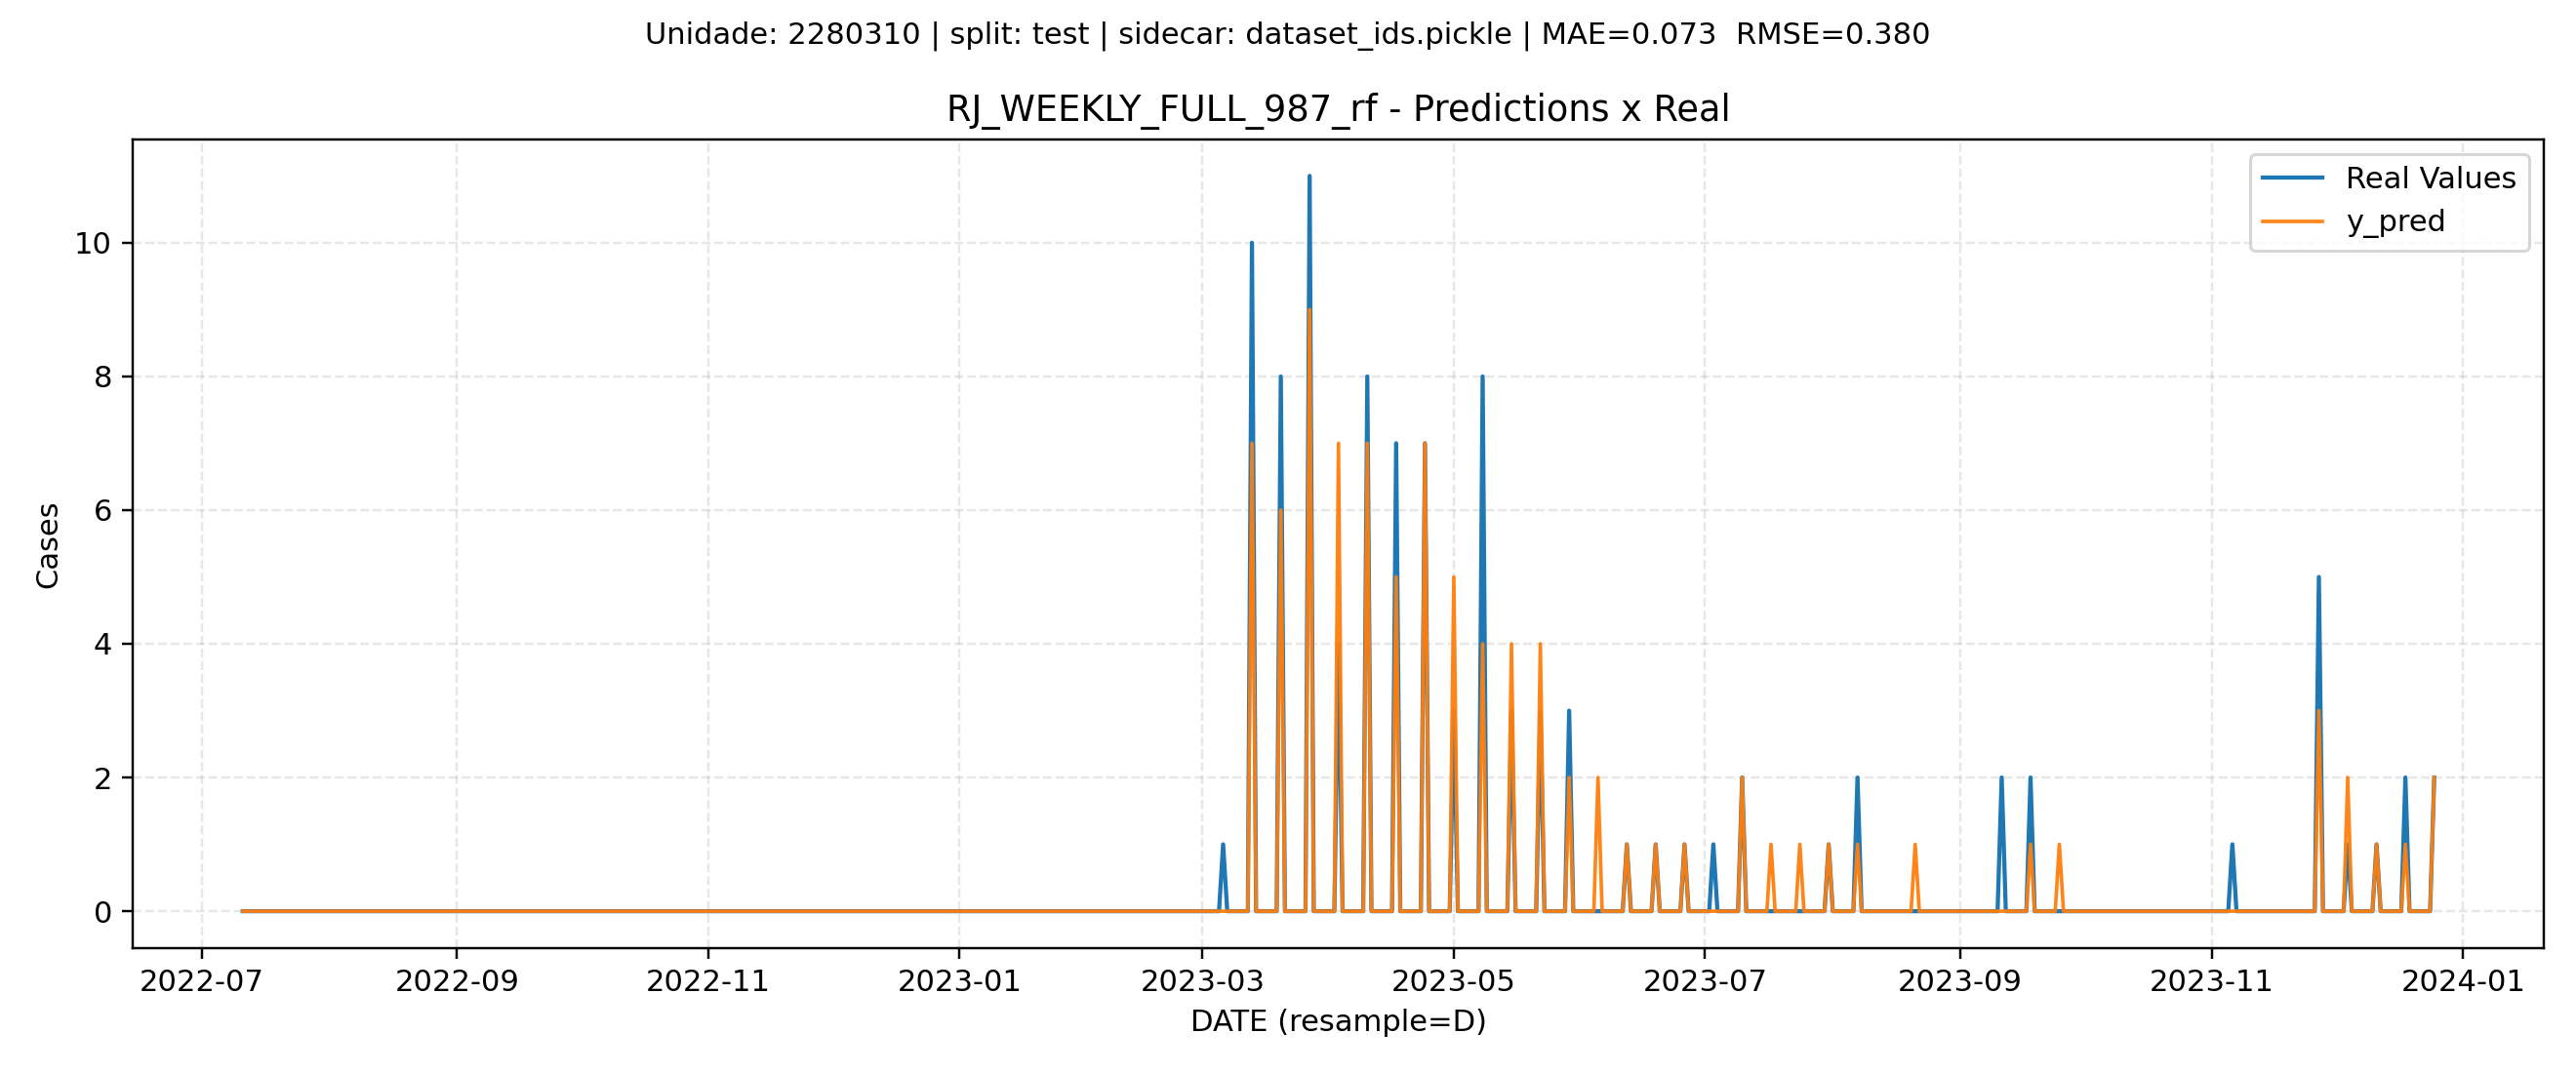 Unidade: 2280310 | split: test | sidecar: dataset_ids.pickle | MAE=0.073  RMSE=0.380
RJ_WEEKLY_FULL_987_rf - Predictions x Real
Real Values
y_pred
Cases
10
8
6
4
2
0
2022-07
2022-09
2022-11
2023-01
2023-03
2023-05
2023-07
2023-09
2023-11
2024-01
DATE (resample=D)